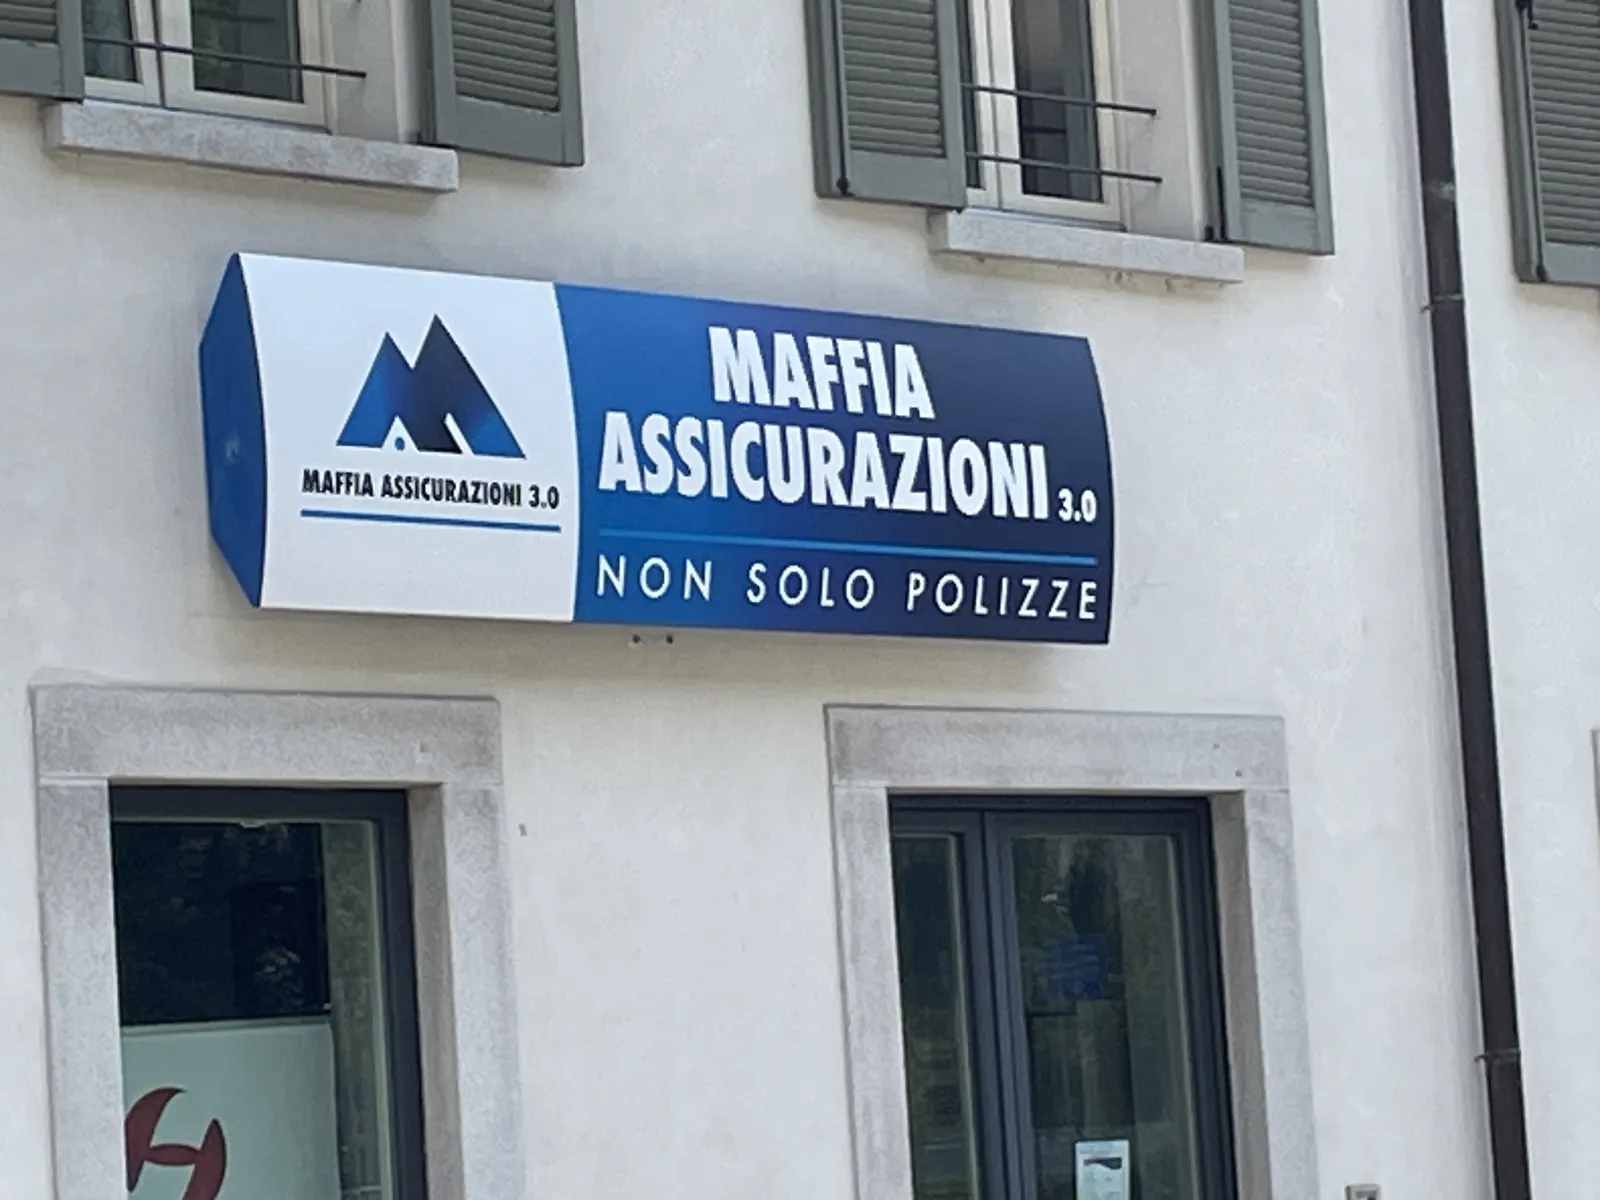 MAFFIA ASSICURAZIONI 3.0
MAFFIA
ASSICURAZIONI 3.0
NON SOLO POLIZZE